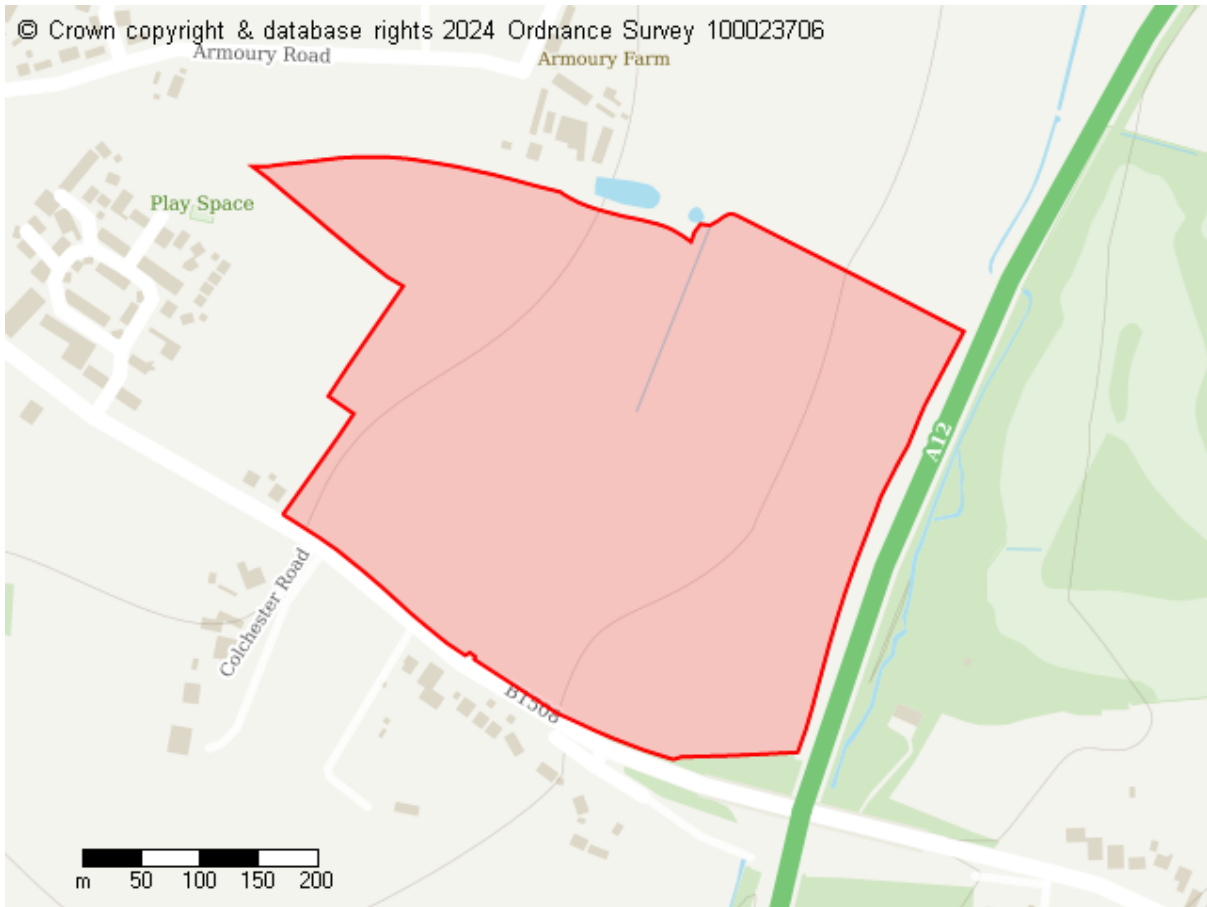 © Crown copyright & database rights 2024 Ordnance Survey 100023706
Armoury Road
Armoury Farm
Play Space
A12
Colchester Road
B1508
m 50 100 150 200